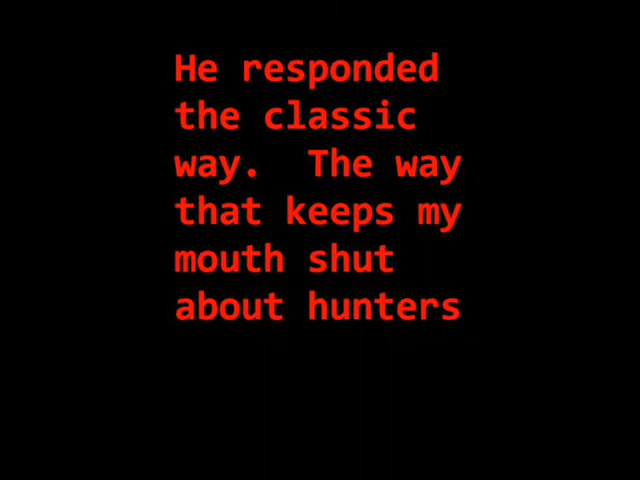 He responded
the classic
way.  The way
that keeps my
mouth shut
about hunters